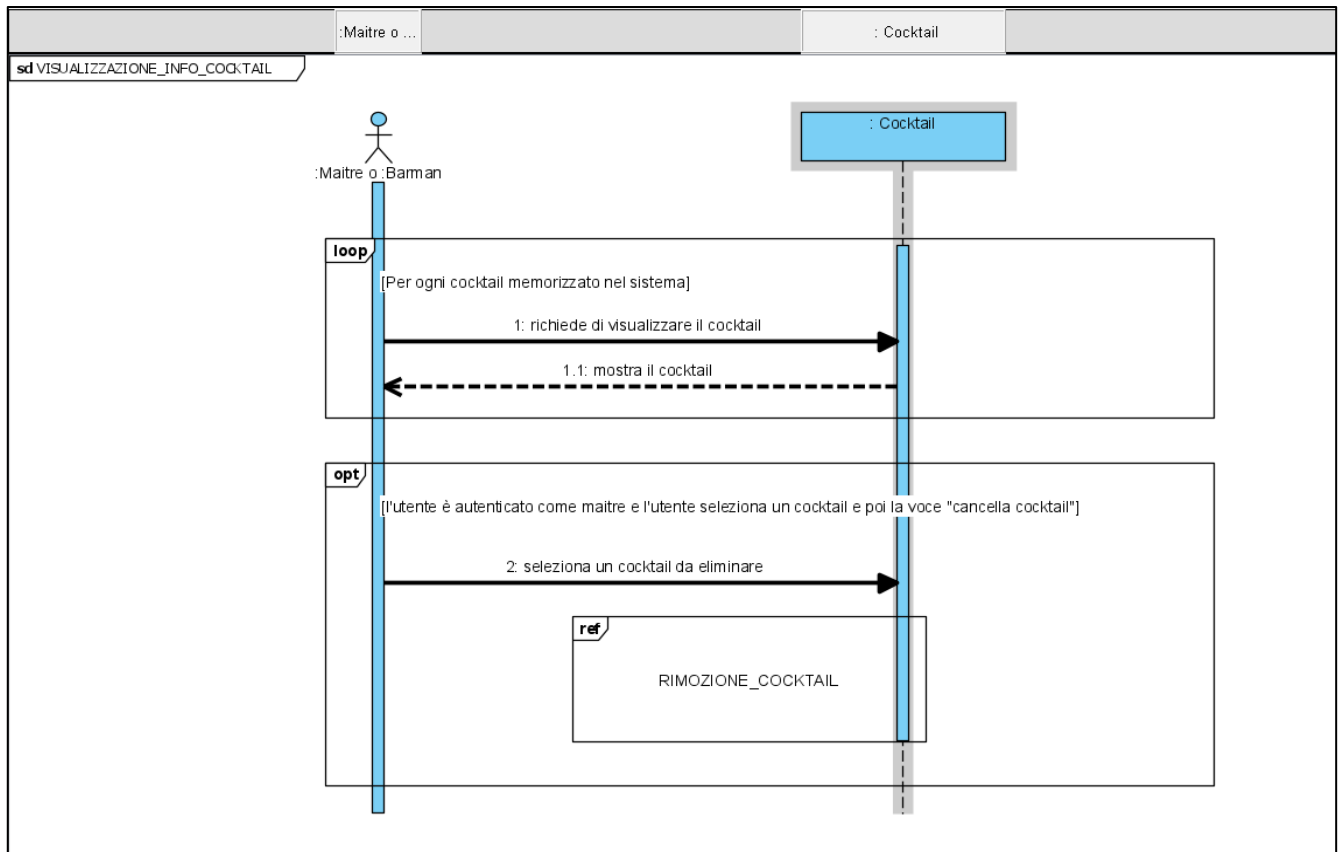 :Maitre o ...
: Cocktail
sd VISUALIZZAZIONE_INFO_COCKTAIL
: Cocktail
:Maitre o :Barman
loop
[Per ogni cocktail memorizzato nel sistema]
1: richiede di visualizzare il cocktail
1.1: mostra il cocktail
opt
[l'utente è autenticato come maitre e l'utente seleziona un cocktail e poi la voce "cancella cocktail"]
2: seleziona un cocktail da eliminare
ref
RIMOZIONE_COCKTAIL